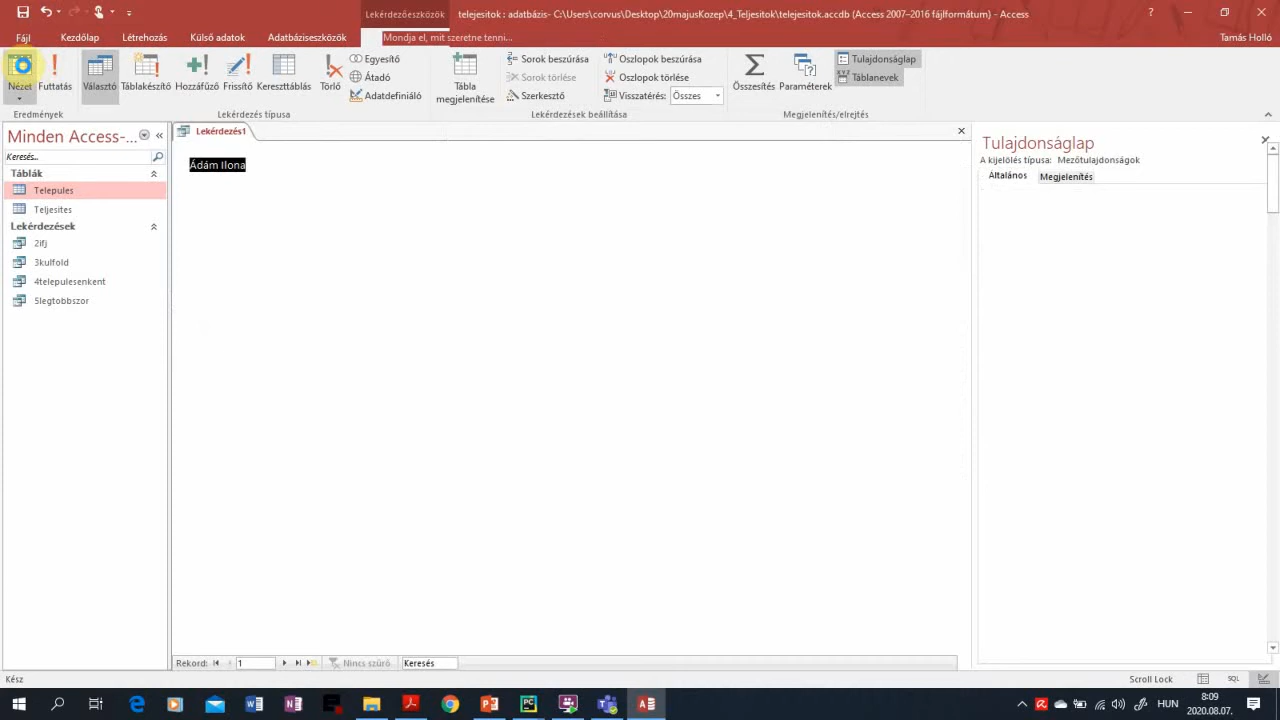 Lekérdezőeszközök
telejesitok : adatbázis- C:\Users\corvus\Desktop\20majusKozep\4_Teljesitok\telejesitok.accdb (Access 2007–2016 fájlformátum) - Access
?
Fájl
Kezdőlap
Létrehozás
Külső adatok
Adatbáziseszközök
Mondja el, mit szeretne tenni...
Tamás Holló
Nézet
Futtatás
Választó
Táblakészítő
Hozzáfűző
Frissítő
Kereszttáblás
Törlő
Egyesítő
Átadó
Adatdefiniáló
Tábla
megjelenítése
Sorok beszúrása
Sorok törlése
Szerkesztő
Oszlopok beszúrása
Oszlopok törlése
Visszatérés: Összes
Összesítés
Paraméterek
Tulajdonságlap
Táblanevek
Eredmények
Lekérdezés típusa
Lekérdezések beállítása
Megjelenítés/elrejtés
Minden Access-...
Keresés...
Táblák
Telepules
Teljesites
Lekérdezések
2ifj
3kulfold
4telepulesenkent
5legtobbszor
Lekérdezés1
Ádám Ilona
Tulajdonságlap
A kijelölés típusa: Mezőtulajdonságok
Általános
Megjelenítés
Rekord:
1
Nincs szűrő
Keresés
Kész
Scroll Lock
SQL
HUN
8:09
2020.08.07.